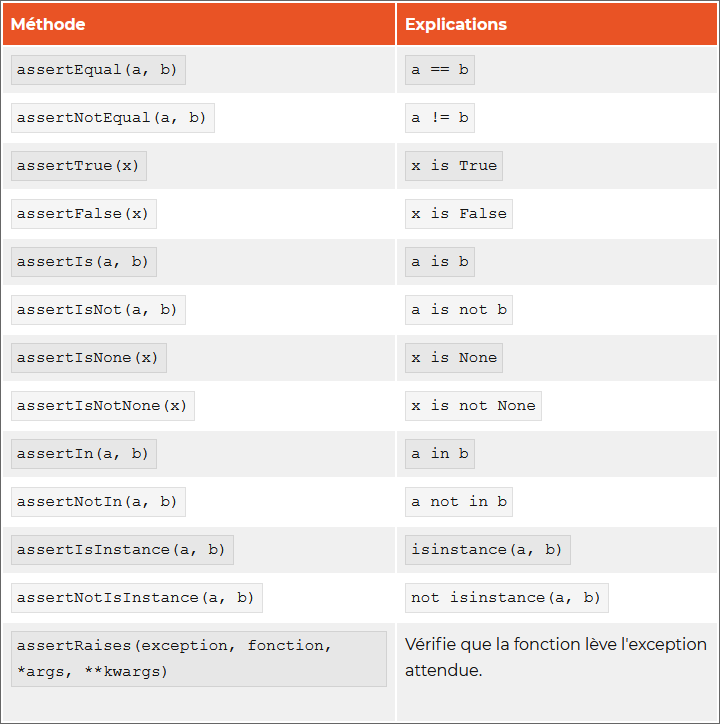 Méthode Explications
assertEqual(a, b) a == b
assertNotEqual(a, b) a != b
assertTrue(x) x is True
assertFalse(x) x is False
assertIs(a, b) a is b
assertIsNot(a, b) a is not b
assertIsNone(x) x is None
assertIsNotNone(x) x is not None
assertIn(a, b) a in b
assertNotIn(a, b) a not in b
assertIsInstance(a, b) isinstance(a, b)
assertNotIsInstance(a, b) not isinstance(a, b)
assertRaises(exception, fonction,
*args, **kwargs)
Vérifie que la fonction lève l'exception
attendue.